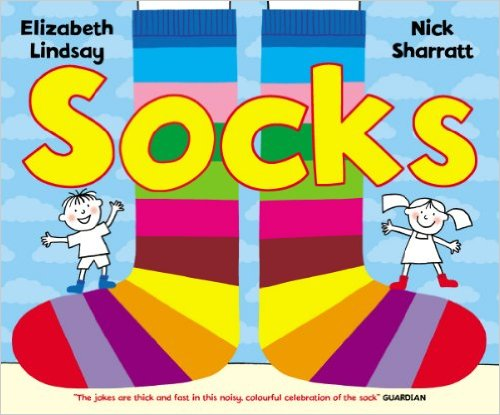 Elizabeth
Lindsay
Nick
Sharratt
Socks
"The jokes are thick and fast in this noisy, colourful celebration of the sock" GUARDIAN